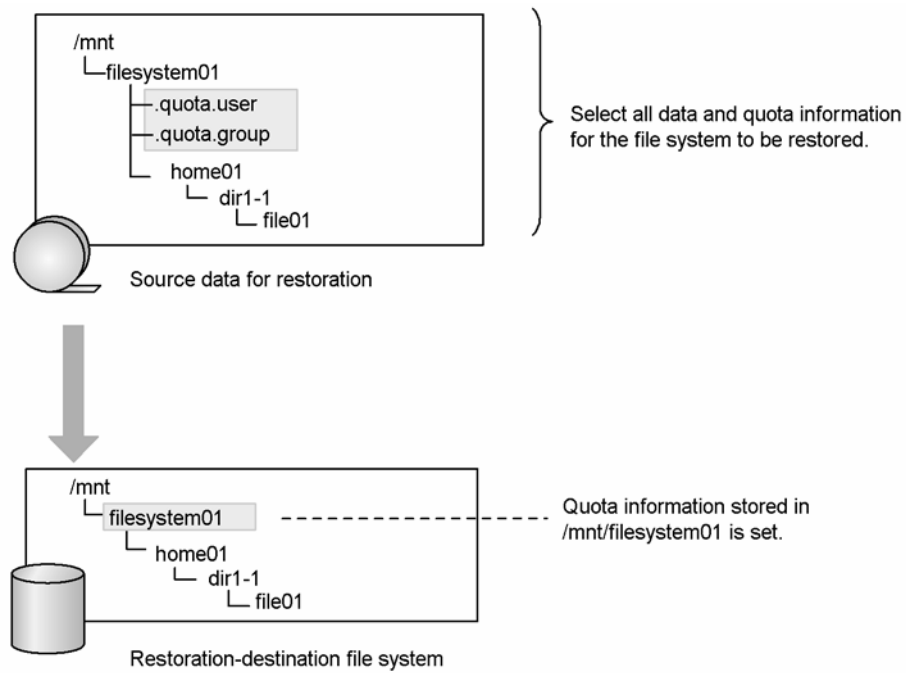 /mnt
filesystem01
.quota.user
.quota.group
home01
dir1-1
file01
Select all data and quota information
for the file system to be restored.
Source data for restoration
/mnt
filesystem01
home01
dir1-1
file01
Quota information stored in
/mnt/filesystem01 is set.
Restoration-destination file system